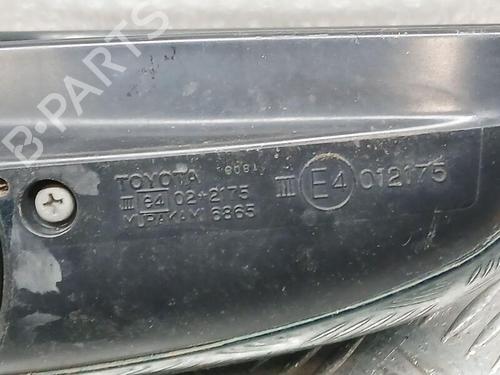 TOYOTA
III e4 02*2175
MURAKAMI 6865
III E4 012175
B-PARTS